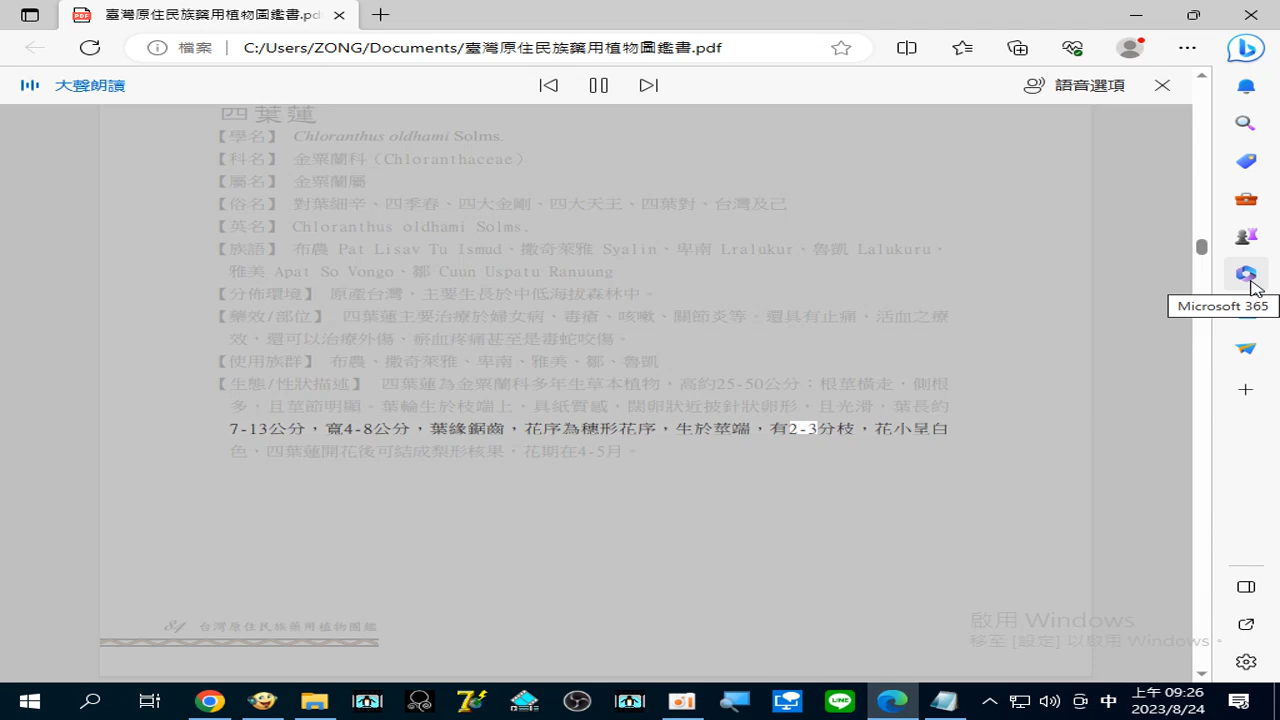 臺灣原住民族藥用植物圖鑑書.pd
檔案 C:/Users/ZONG/Documents/臺灣原住民族藥用植物圖鑑書.pdf
大聲朗讀 語音選項
四葉蓮
【學名】 Chloranthus oldhami Solms.
【科名】 金粟蘭科（Chloranthaceae）
【屬名】 金粟蘭屬
【俗名】 對葉細辛、四季春、四大金剛、四大天王、四葉對、台灣及己
【英名】 Chloranthus oldhami Solms.
【族語】 布農 Pat Lisav Tu Ismud、撒奇萊雅 Syalin、卑南 Lralukur、魯凱 Lalukuru、
雅美 Apat So Vongo、鄒 Cuun Uspatu Ranuung
【分佈環境】 原產台灣，主要生長於中低海拔森林中。
【藥效/部位】 四葉蓮主要治療於婦女病、毒瘡、咳嗽、關節炎等。還具有止痛、活血之療
效，還可以治療外傷、瘀血疼痛甚至是毒蛇咬傷。
【使用族群】 布農、撒奇萊雅、卑南、雅美、鄒、魯凱
【生態/性狀描述】 四葉蓮為金粟蘭科多年生草本植物，高約25-50公分；根莖橫走，側根
多，且莖節明顯。葉輪生於枝端上，具紙質感，闊卵狀近披針狀卵形，且光滑，葉長約
7-13公分，寬4-8公分，葉緣鋸齒，花序為穗形花序，生於莖端，有2-3分枝，花小呈白
色，四葉蓮開花後可結成梨形核果，花期在4-5月。
84 台灣原住民族藥用植物圖鑑
Microsoft 365
啟用 Windows
移至 [設定] 以啟用 Windows。
中
上午 09:26
2023/8/24